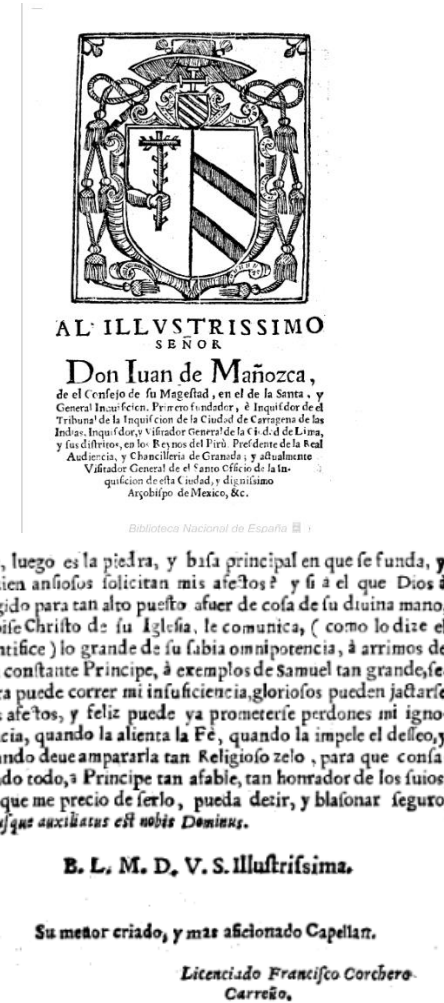 AL ILLVSTRISSIMO
SEÑOR
Don Iuan de Mañozca,
de el Consejo de su Magestad, en el de la Santa, y
General Inquisicion. Primero fundador, è Inquisidor de el
Tribunal de la Inquisicion de la Ciudad de Cartagena de las
Indias. Inquisidor, y Visitador General de la Ciudad de Lima,
y sus distritos, en los Reynos del Pirù. Presidente de la Real
Audiencia, y Chancilleria de Granada; y actualmente
Visitador General de el Santo Oficio de la In-
quisicion de esta Ciudad, y dignissimo
Arçobispo de Mexico, &c.
Biblioteca Nacional de España
, luego es la piedra, y basa principal en que se funda, y
ien ansiosos solicitan mis afectos? y si a el que Dios à
gido para tan alto puesto afuer de cosa de su diuina mano,
oise Christo de su Iglesia, le comunica, ( como lo dize el
ntifice ) lo grande de su sabia omnipotencia, à arrimos de
constante Principe, à exemplos de Samuel tan grande, se-
ra puede correr mi insuficiencia, gloriosos pueden jactarse
s afectos, y feliz puede ya prometerse perdones mi igno-
cia, quando la alienta la Fè, quando la impele el desseo, y
ando deue ampararla tan Religioso zelo, para que consa-
do todo, à Principe tan afable, tan honrador de los suios
que me precio de serlo, pueda dezir, y blasonar seguro
usque auxiliatus est nobis Dominus.
B. L. M. D. V. S. Illustrissima.
Su menor criado, y mas aficionado Capellan.
Licenciado Francisco Corchero
Carreño.